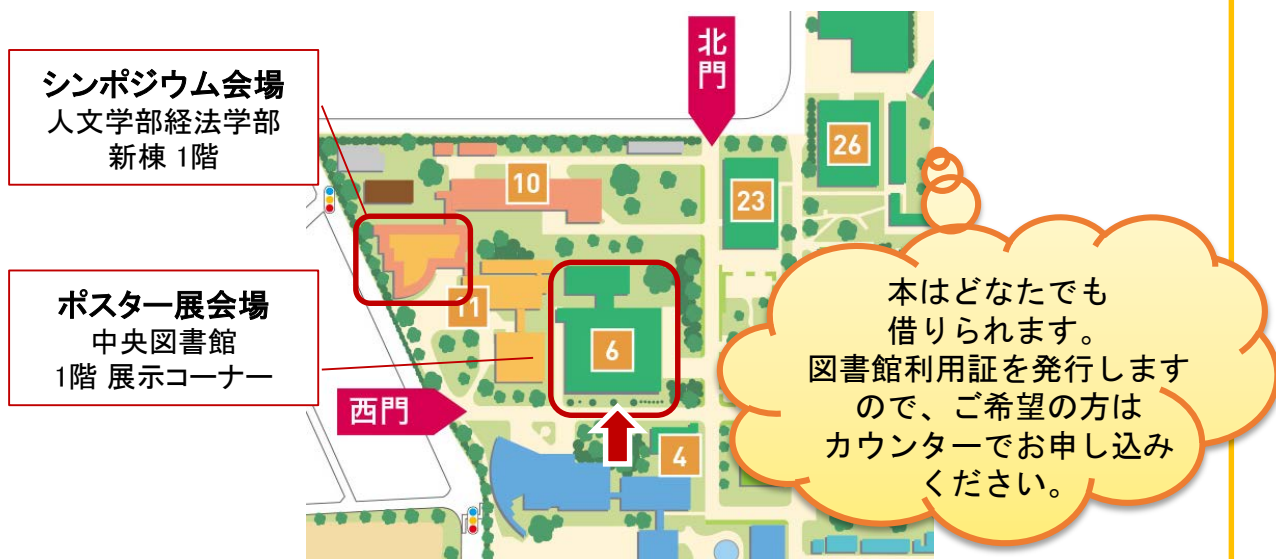 シンポジウム会場
人文学部経法学部
新棟 1階
ポスター展会場
中央図書館
1階 展示コーナー
北門
西門
10
23
26
11
6
4
本はどなたでも
借りられます。
図書館利用証を発行します
ので、ご希望の方は
カウンターでお申し込み
ください。